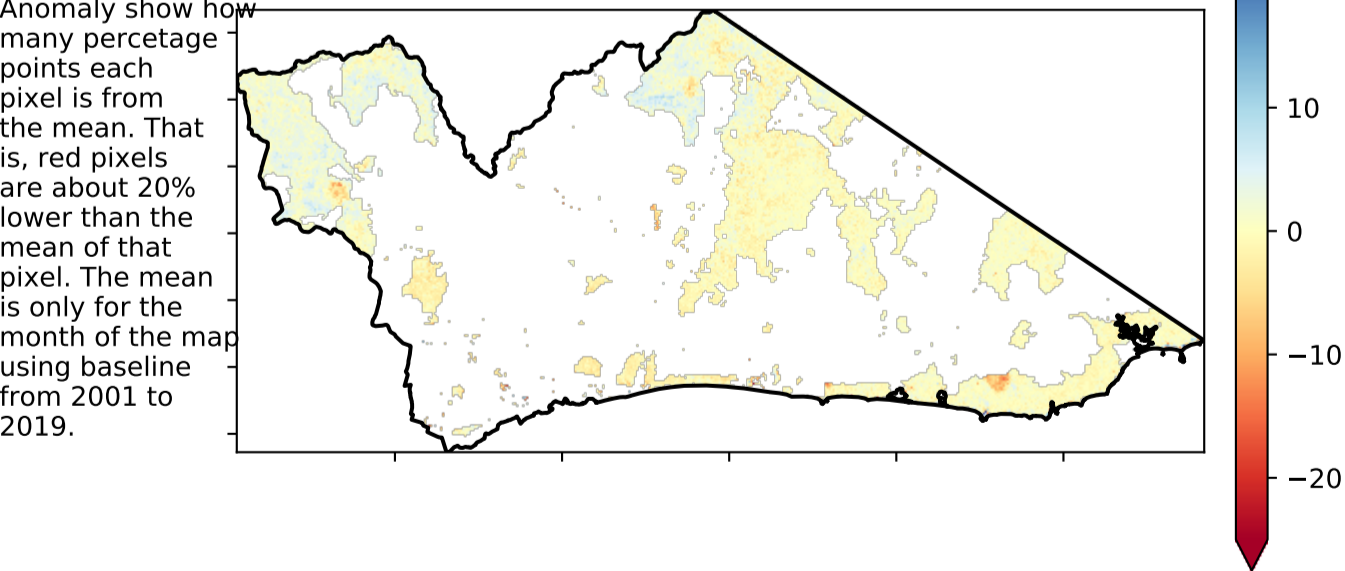 Anomaly show how
many percetage
points each
pixel is from
the mean. That
is, red pixels
are about 20%
lower than the
mean of that
pixel. The mean
is only for the
month of the map
using baseline
from 2001 to
2019.
10
0
−10
−20